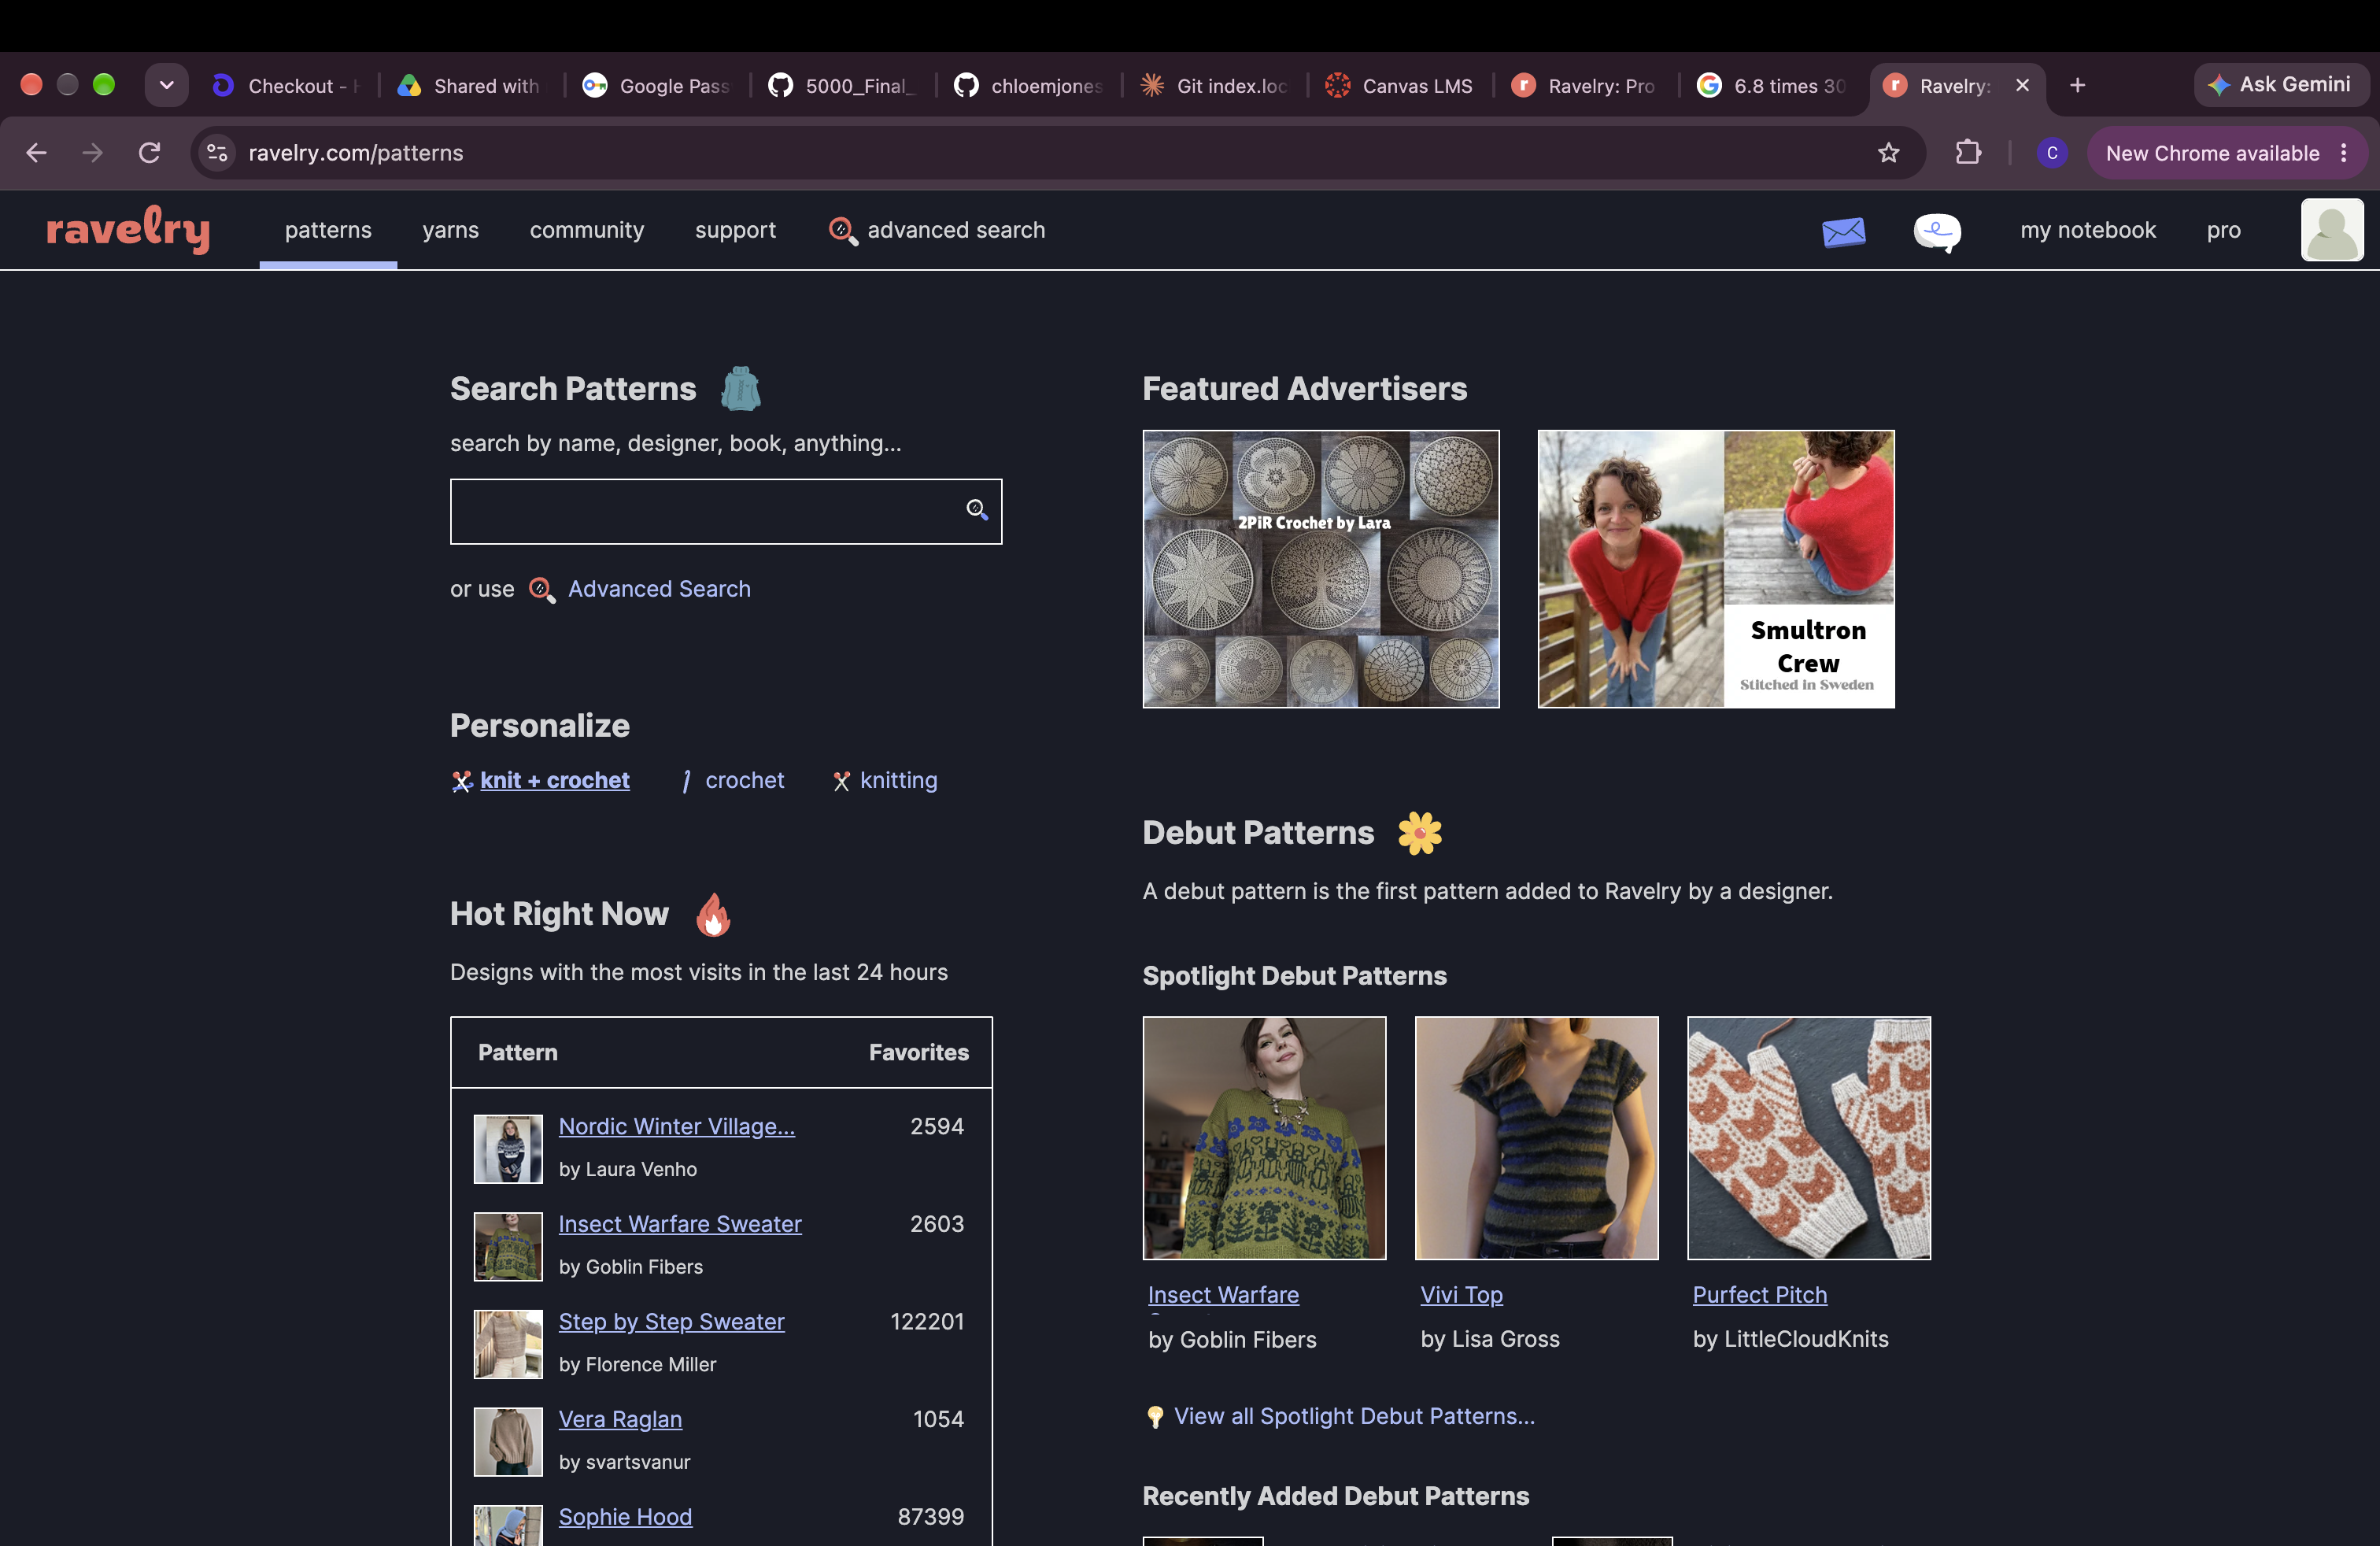 Checkout -
Shared with
Google Pass
5000_Final_
chloemjones
Git index.loc
Canvas LMS
Ravelry: Pro
6.8 times 30
Ravelry:
Ask Gemini
ravelry.com/patterns
C
New Chrome available
ravelry
patterns
yarns
community
support
advanced search
my notebook
pro
Search Patterns
search by name, designer, book, anything...
or use Advanced Search
Personalize
knit + crochet
crochet
knitting
Hot Right Now
Designs with the most visits in the last 24 hours
Pattern Favorites
Nordic Winter Village... 2594
by Laura Venho
Insect Warfare Sweater 2603
by Goblin Fibers
Step by Step Sweater 122201
by Florence Miller
Vera Raglan 1054
by svartsvanur
Sophie Hood 87399
Featured Advertisers
2PiR Crochet by Lara
Smultron
Crew
Stitched in Sweden
Debut Patterns
A debut pattern is the first pattern added to Ravelry by a designer.
Spotlight Debut Patterns
Insect Warfare
by Goblin Fibers
Vivi Top
by Lisa Gross
Purfect Pitch
by LittleCloudKnits
View all Spotlight Debut Patterns...
Recently Added Debut Patterns